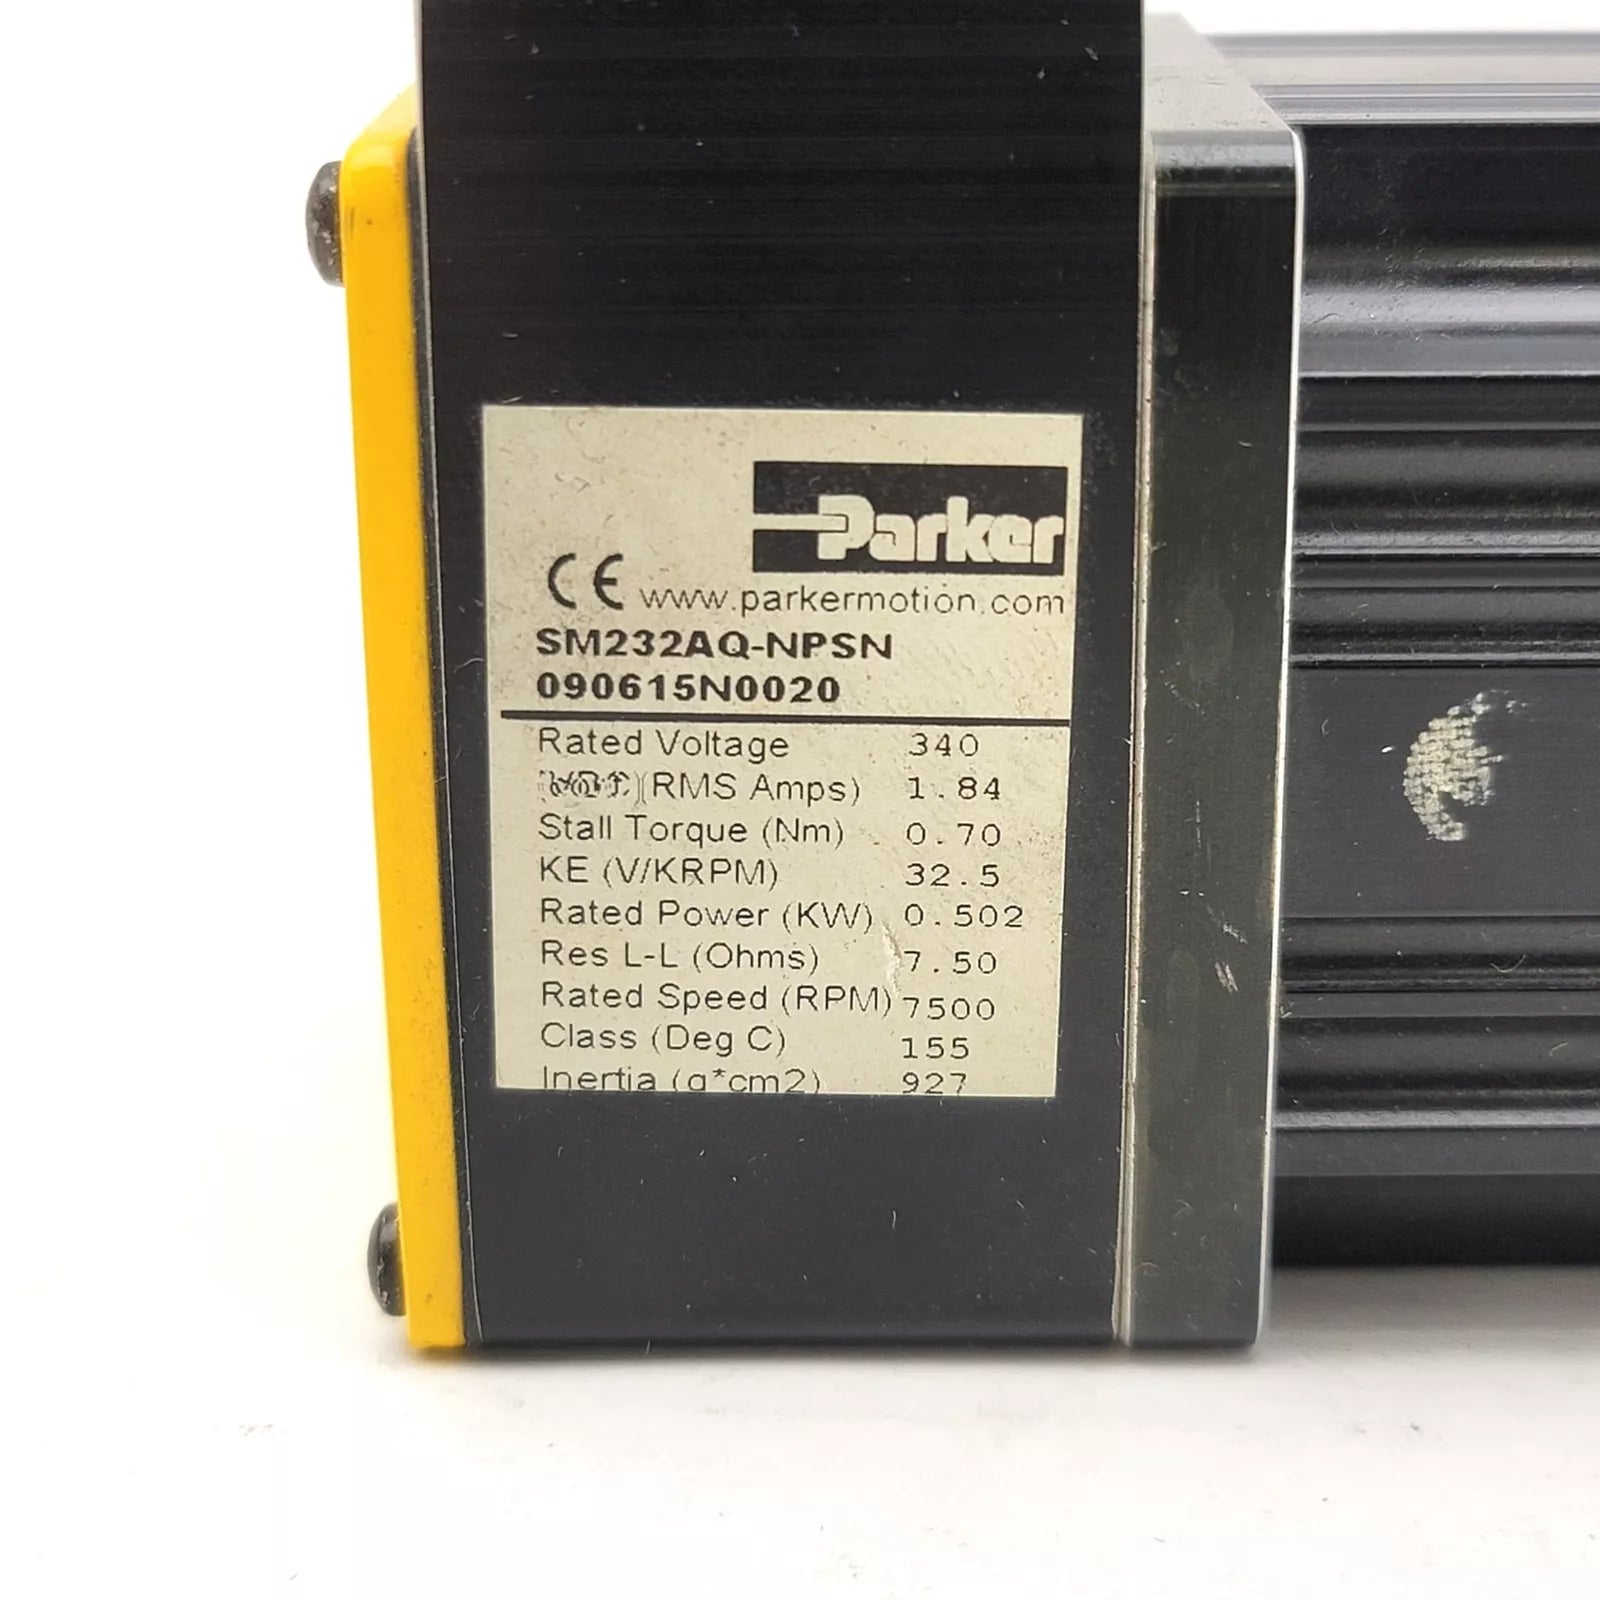 Parker
CE www.parkermotion.com
SM232AQ-NPSN
090615N0020
Rated Voltage 340
(RMS Amps) 1.84
Stall Torque (Nm) 0.70
KE (V/KRPM) 32.5
Rated Power (KW) 0.502
Res L-L (Ohms) 7.50
Rated Speed (RPM) 7500
Class (Deg C) 155
Inertia (g*cm2) 927